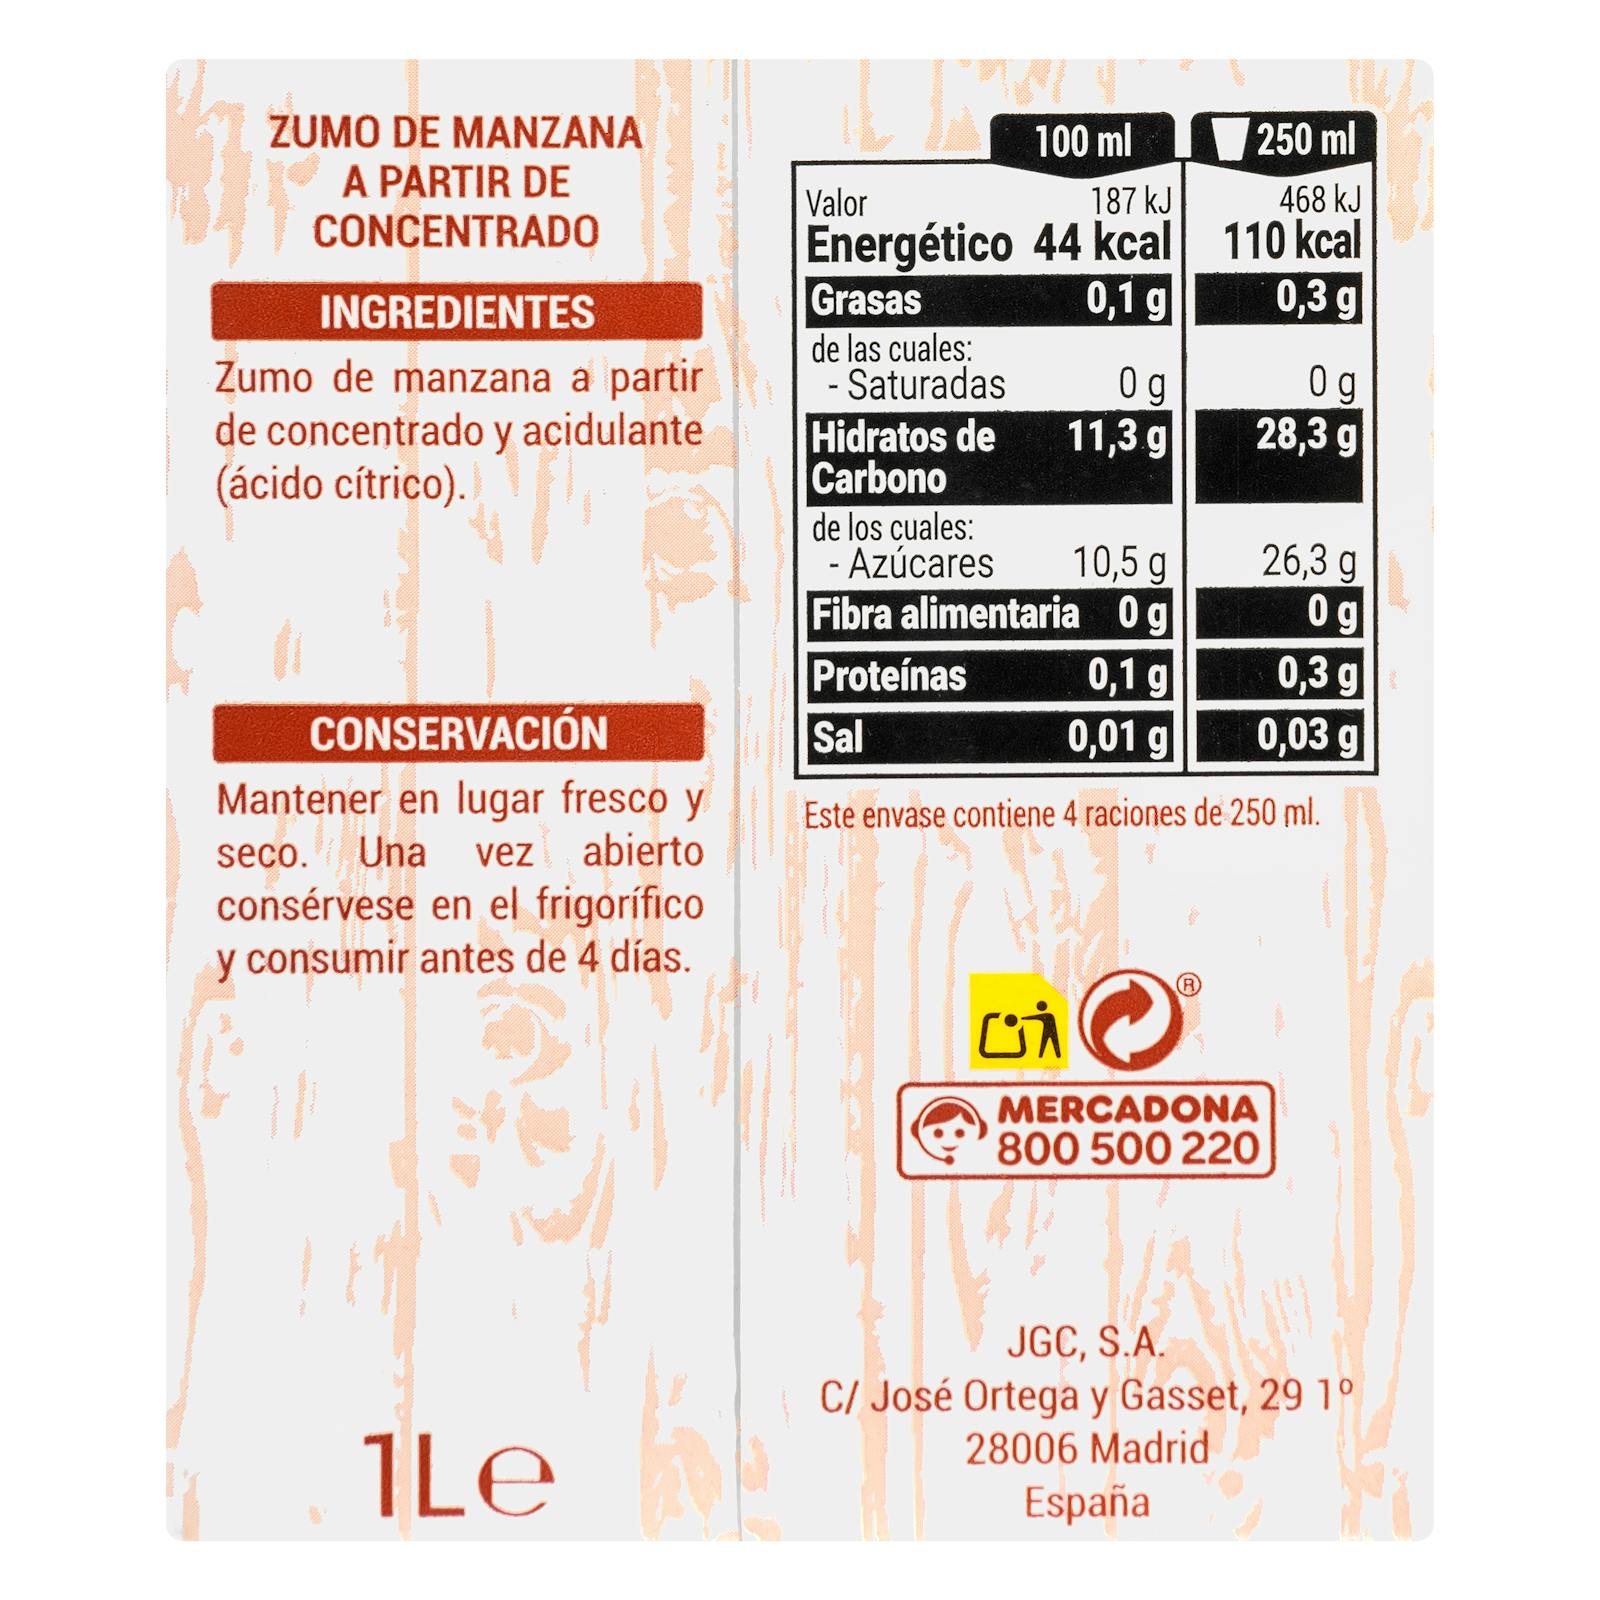 ZUMO DE MANZANA
A PARTIR DE
CONCENTRADO
INGREDIENTES
Zumo de manzana a partir
de concentrado y acidulante
(ácido cítrico).
CONSERVACIÓN
Mantener en lugar fresco y
seco. Una vez abierto
consérvese en el frigorífico
y consumir antes de 4 días.
1L℮
100 ml 250 ml
Valor 187 kJ 468 kJ
Energético 44 kcal 110 kcal
Grasas 0,1 g 0,3 g
de las cuales:
- Saturadas 0 g 0 g
Hidratos de 11,3 g 28,3 g
Carbono
de los cuales:
- Azúcares 10,5 g 26,3 g
Fibra alimentaria 0 g 0 g
Proteínas 0,1 g 0,3 g
Sal 0,01 g 0,03 g
Este envase contiene 4 raciones de 250 ml.
®
MERCADONA
800 500 220
JGC, S.A.
C/ José Ortega y Gasset, 29 1º
28006 Madrid
España